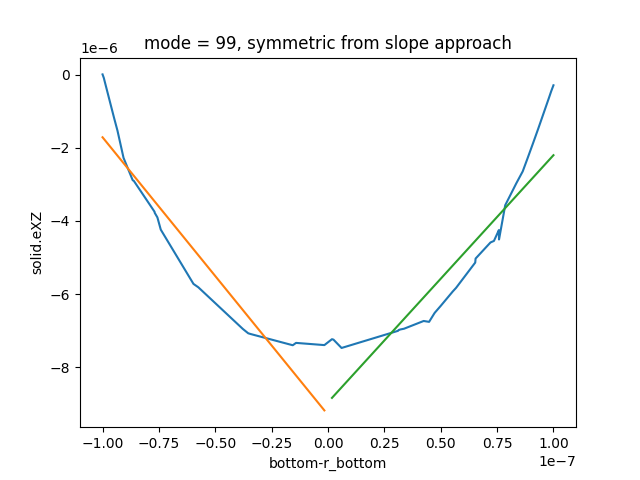 mode = 99, symmetric from slope approach
1e−6
0
−2
−4
−6
−8
solid.eXZ
−1.00 −0.75 −0.50 −0.25 0.00 0.25 0.50 0.75 1.00
1e−7
bottom-r_bottom